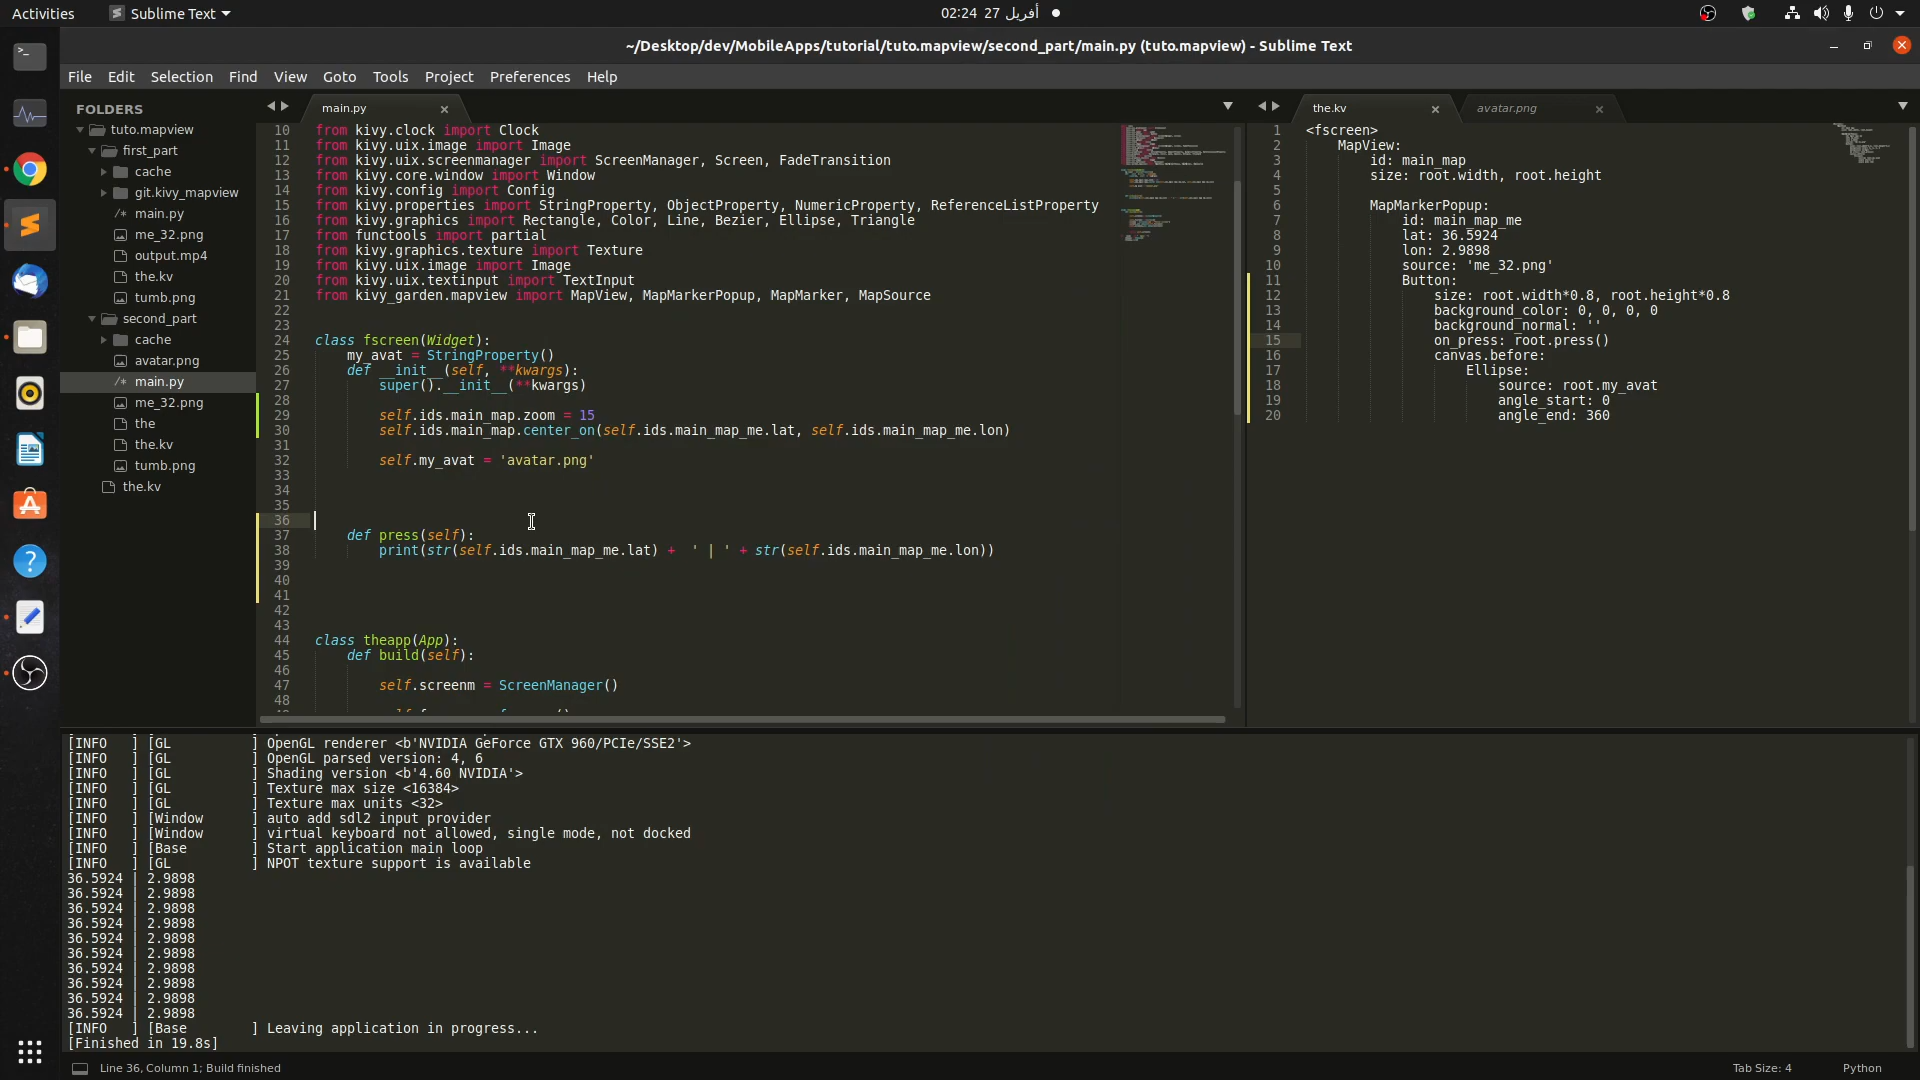 Activities
Sublime Text
02:24 27 أفريل
~/Desktop/dev/MobileApps/tutorial/tuto.mapview/second_part/main.py (tuto.mapview) - Sublime Text
File Edit Selection Find View Goto Tools Project Preferences Help
FOLDERS
tuto.mapview
first_part
cache
git.kivy_mapview
/* main.py
me_32.png
output.mp4
the.kv
tumb.png
second_part
cache
avatar.png
/* main.py
me_32.png
the
the.kv
tumb.png
the.kv
main.py
10 from kivy.clock import Clock
11 from kivy.uix.image import Image
12 from kivy.uix.screenmanager import ScreenManager, Screen, FadeTransition
13 from kivy.core.window import Window
14 from kivy.config import Config
15 from kivy.properties import StringProperty, ObjectProperty, NumericProperty, ReferenceListProperty
16 from kivy.graphics import Rectangle, Color, Line, Bezier, Ellipse, Triangle
17 from functools import partial
18 from kivy.graphics.texture import Texture
19 from kivy.uix.image import Image
20 from kivy.uix.textinput import TextInput
21 from kivy_garden.mapview import MapView, MapMarkerPopup, MapMarker, MapSource
22
23
24 class fscreen(Widget):
25 my_avat = StringProperty()
26 def __init__(self, **kwargs):
27 super().__init__(**kwargs)
28
29 self.ids.main_map.zoom = 15
30 self.ids.main_map.center_on(self.ids.main_map_me.lat, self.ids.main_map_me.lon)
31
32 self.my_avat = 'avatar.png'
33
34
35
36
37 def press(self):
38 print(str(self.ids.main_map_me.lat) +  ' | ' + str(self.ids.main_map_me.lon))
39
40
41
42
43
44 class theapp(App):
45 def build(self):
46
47 self.screenm = ScreenManager()
48
the.kv
avatar.png
1 <fscreen>
2 MapView:
3 id: main_map
4 size: root.width, root.height
5
6 MapMarkerPopup:
7 id: main_map_me
8 lat: 36.5924
9 lon: 2.9898
10 source: 'me_32.png'
11 Button:
12 size: root.width*0.8, root.height*0.8
13 background_color: 0, 0, 0, 0
14 background_normal: ''
15 on_press: root.press()
16 canvas.before:
17 Ellipse:
18 source: root.my_avat
19 angle_start: 0
20 angle_end: 360
[INFO   ] [GL          ] OpenGL renderer <b'NVIDIA GeForce GTX 960/PCIe/SSE2'>
[INFO   ] [GL          ] OpenGL parsed version: 4, 6
[INFO   ] [GL          ] Shading version <b'4.60 NVIDIA'>
[INFO   ] [GL          ] Texture max size <16384>
[INFO   ] [GL          ] Texture max units <32>
[INFO   ] [Window      ] auto add sdl2 input provider
[INFO   ] [Window      ] virtual keyboard not allowed, single mode, not docked
[INFO   ] [Base        ] Start application main loop
[INFO   ] [GL          ] NPOT texture support is available
36.5924 | 2.9898
36.5924 | 2.9898
36.5924 | 2.9898
36.5924 | 2.9898
36.5924 | 2.9898
36.5924 | 2.9898
36.5924 | 2.9898
36.5924 | 2.9898
36.5924 | 2.9898
36.5924 | 2.9898
[INFO   ] [Base        ] Leaving application in progress...
[Finished in 19.8s]
Line 36, Column 1; Build finished
Tab Size: 4
Python